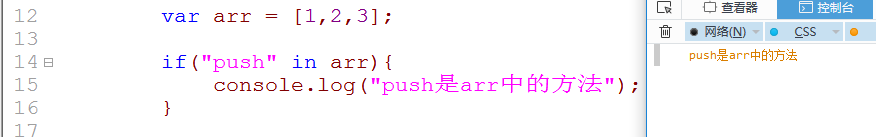 12 var arr = [1,2,3];
13
14 if("push" in arr){
15 console.log("push是arr中的方法");
16 }
17
查看器 控制台
网络(N) CSS
push是arr中的方法